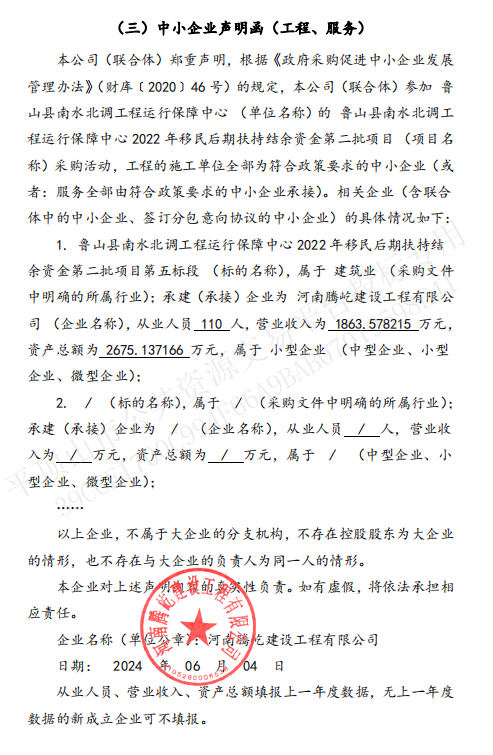 （三）中小企业声明函（工程、服务）
本公司（联合体）郑重声明，根据《政府采购促进中小企业发展
管理办法》（财库〔2020〕46 号）的规定，本公司（联合体）参加 鲁
山县南水北调工程运行保障中心 （单位名称）的 鲁山县南水北调工
程运行保障中心 2022 年移民后期扶持结余资金第二批项目 （项目名
称）采购活动，工程的施工单位全部为符合政策要求的中小企业（或
者：服务全部由符合政策要求的中小企业承接）。相关企业（含联合
体中的中小企业、签订分包意向协议的中小企业）的具体情况如下：
1. 鲁山县南水北调工程运行保障中心 2022 年移民后期扶持结
余资金第二批项目第五标段 （标的名称），属于 建筑业 （采购文件
中明确的所属行业）；承建（承接）企业为 河南腾屹建设工程有限公
司 （企业名称），从业人员 110 人，营业收入为 1863.578215 万元，
资产总额为 2675.137166 万元，属于 小型企业 （中型企业、小型
企业、微型企业）；
2. / （标的名称），属于 / （采购文件中明确的所属行业）；
承建（承接）企业为 / （企业名称），从业人员 / 人，营业收
入为 / 万元，资产总额为 / 万元，属于 / （中型企业、小
型企业、微型企业）；
……
以上企业，不属于大企业的分支机构，不存在控股股东为大企业
的情形，也不存在与大企业的负责人为同一人的情形。
本企业对上述声明内容的真实性负责。如有虚假，将依法承担相
应责任。
企业名称（单位公章）：河南腾屹建设工程有限公司
日期： 2024 年 06 月 04 日
从业人员、营业收入、资产总额填报上一年度数据，无上一年度
数据的新成立企业可不填报。
河南腾屹建设工程有限公司